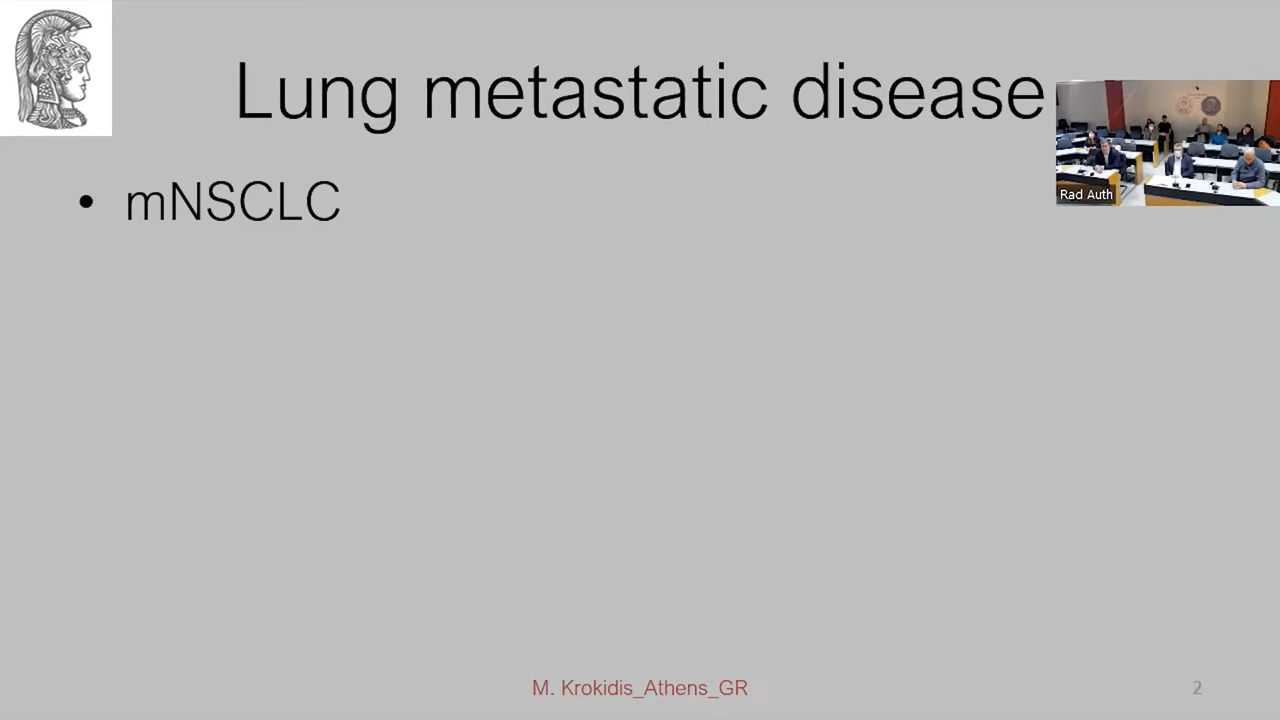 Lung metastatic disease
• mNSCLC
Rad Auth
M. Krokidis_Athens_GR
2